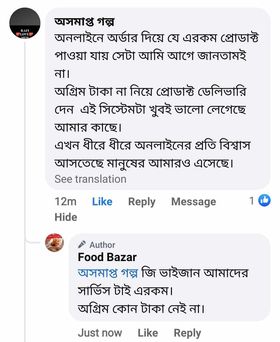 অসমাপ্ত গল্প
অনলাইনে অর্ডার দিয়ে যে এরকম প্রোডাক্ট
পাওয়া যায় সেটা আমি আগে জানতামই
না।
অগ্রিম টাকা না নিয়ে প্রোডাক্ট ডেলিভারি
দেন এই সিস্টেমটা খুবই ভালো লেগেছে
আমার কাছে।
এখন ধীরে ধীরে অনলাইনের প্রতি বিশ্বাস
আসতেছে মানুষের আমারও এসেছে।
See translation
12m Like Reply Message 1
Hide
Author
Food Bazar
অসমাপ্ত গল্প জি ভাইজান আমাদের
সার্ভিস টাই এরকম।
অগ্রিম কোন টাকা নেই না।
Just now Like Reply